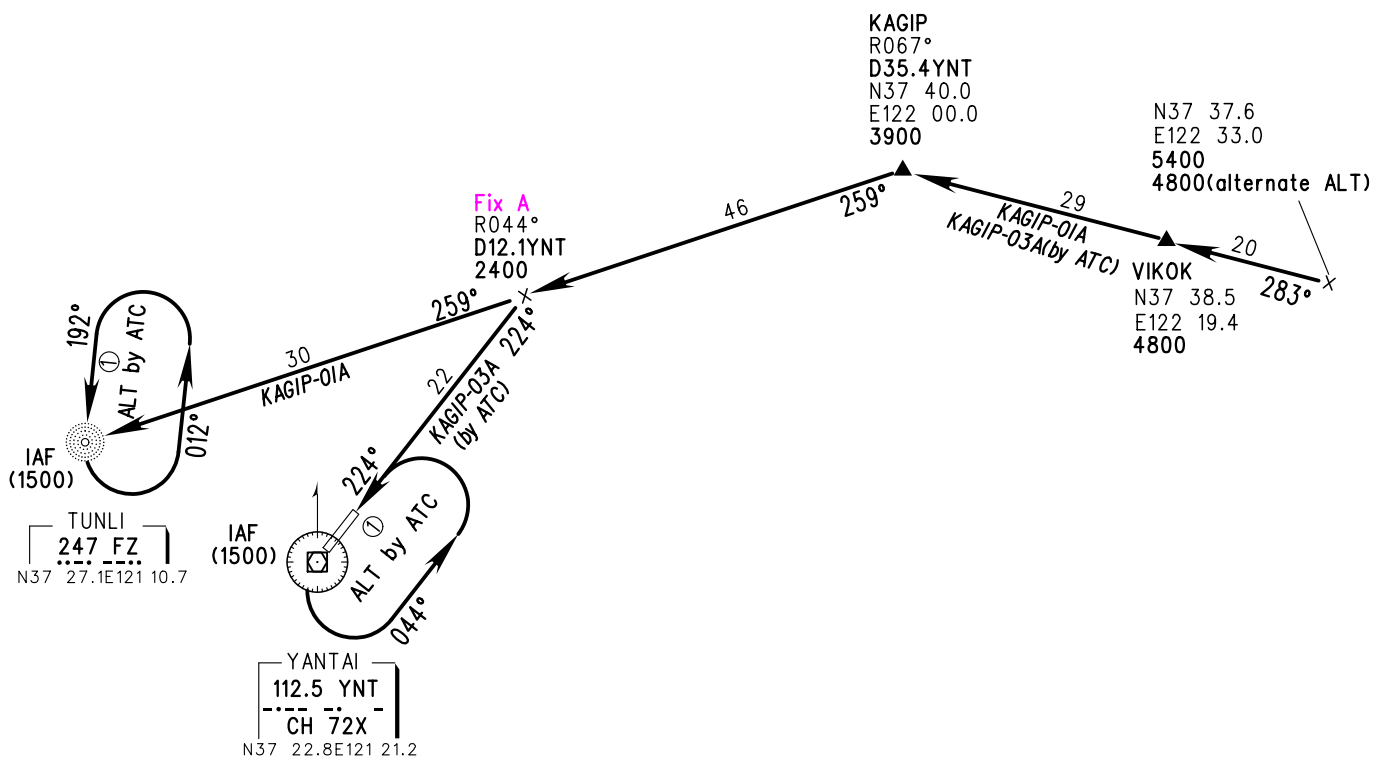 KAGIP
R067°
D35.4YNT
N37 40.0
E122 00.0
3900
N37 37.6
E122 33.0
5400
4800(alternate ALT)
Fix A
R044°
D12.1YNT
2400
46
259°
29
KAGIP-01A
KAGIP-03A(by ATC)
20
283°
VIKOK
N37 38.5
E122 19.4
4800
259°
224°
30
KAGIP-01A
22
KAGIP-03A
(by ATC)
224°
192°
1
ALT by ATC
012°
IAF
(1500)
TUNLI
247 FZ
N37 27.1E121 10.7
IAF
(1500)
1
ALT by ATC
044°
YANTAI
112.5 YNT
CH 72X
N37 22.8E121 21.2